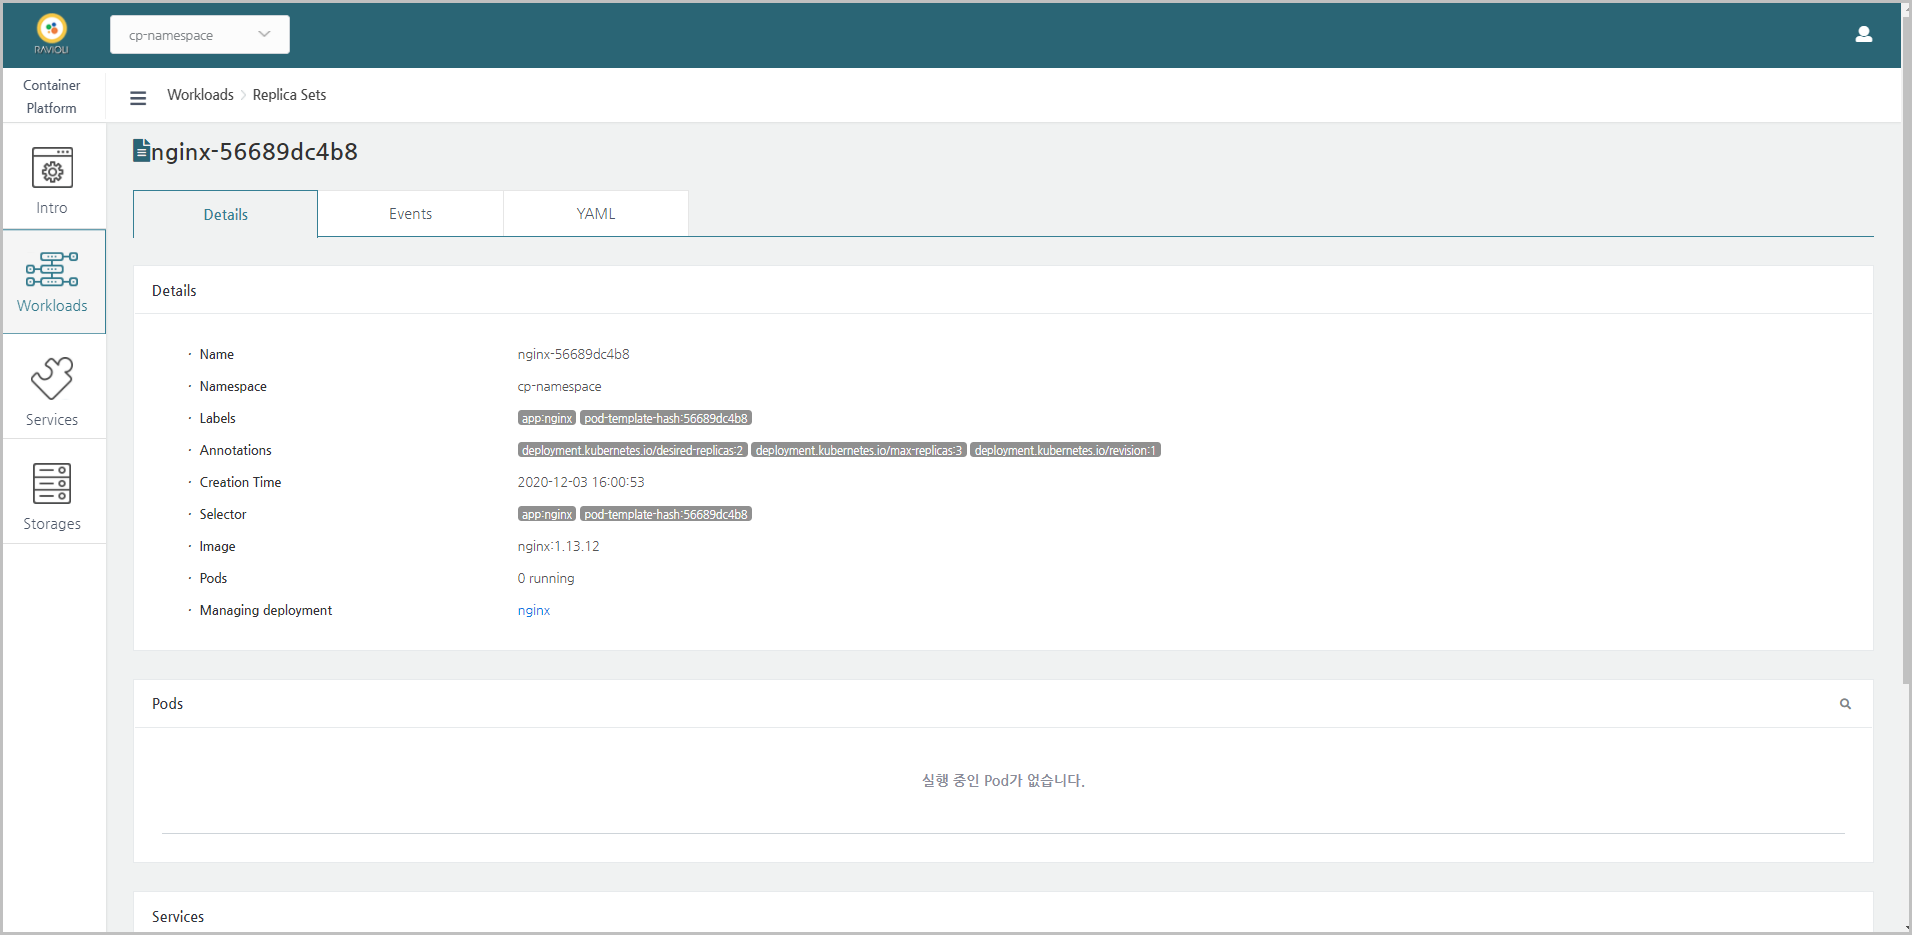 RAVIOLI
cp-namespace
Container
Platform
Workloads > Replica Sets
Intro
Workloads
Services
Storages
nginx-56689dc4b8
Details
Events
YAML
Details
Name nginx-56689dc4b8
Namespace cp-namespace
Labels app:nginx pod-template-hash:56689dc4b8
Annotations deployment.kubernetes.io/desired-replicas:2 deployment.kubernetes.io/max-replicas:3 deployment.kubernetes.io/revision:1
Creation Time 2020-12-03 16:00:53
Selector app:nginx pod-template-hash:56689dc4b8
Image nginx:1.13.12
Pods 0 running
Managing deployment nginx
Pods
실행 중인 Pod가 없습니다.
Services